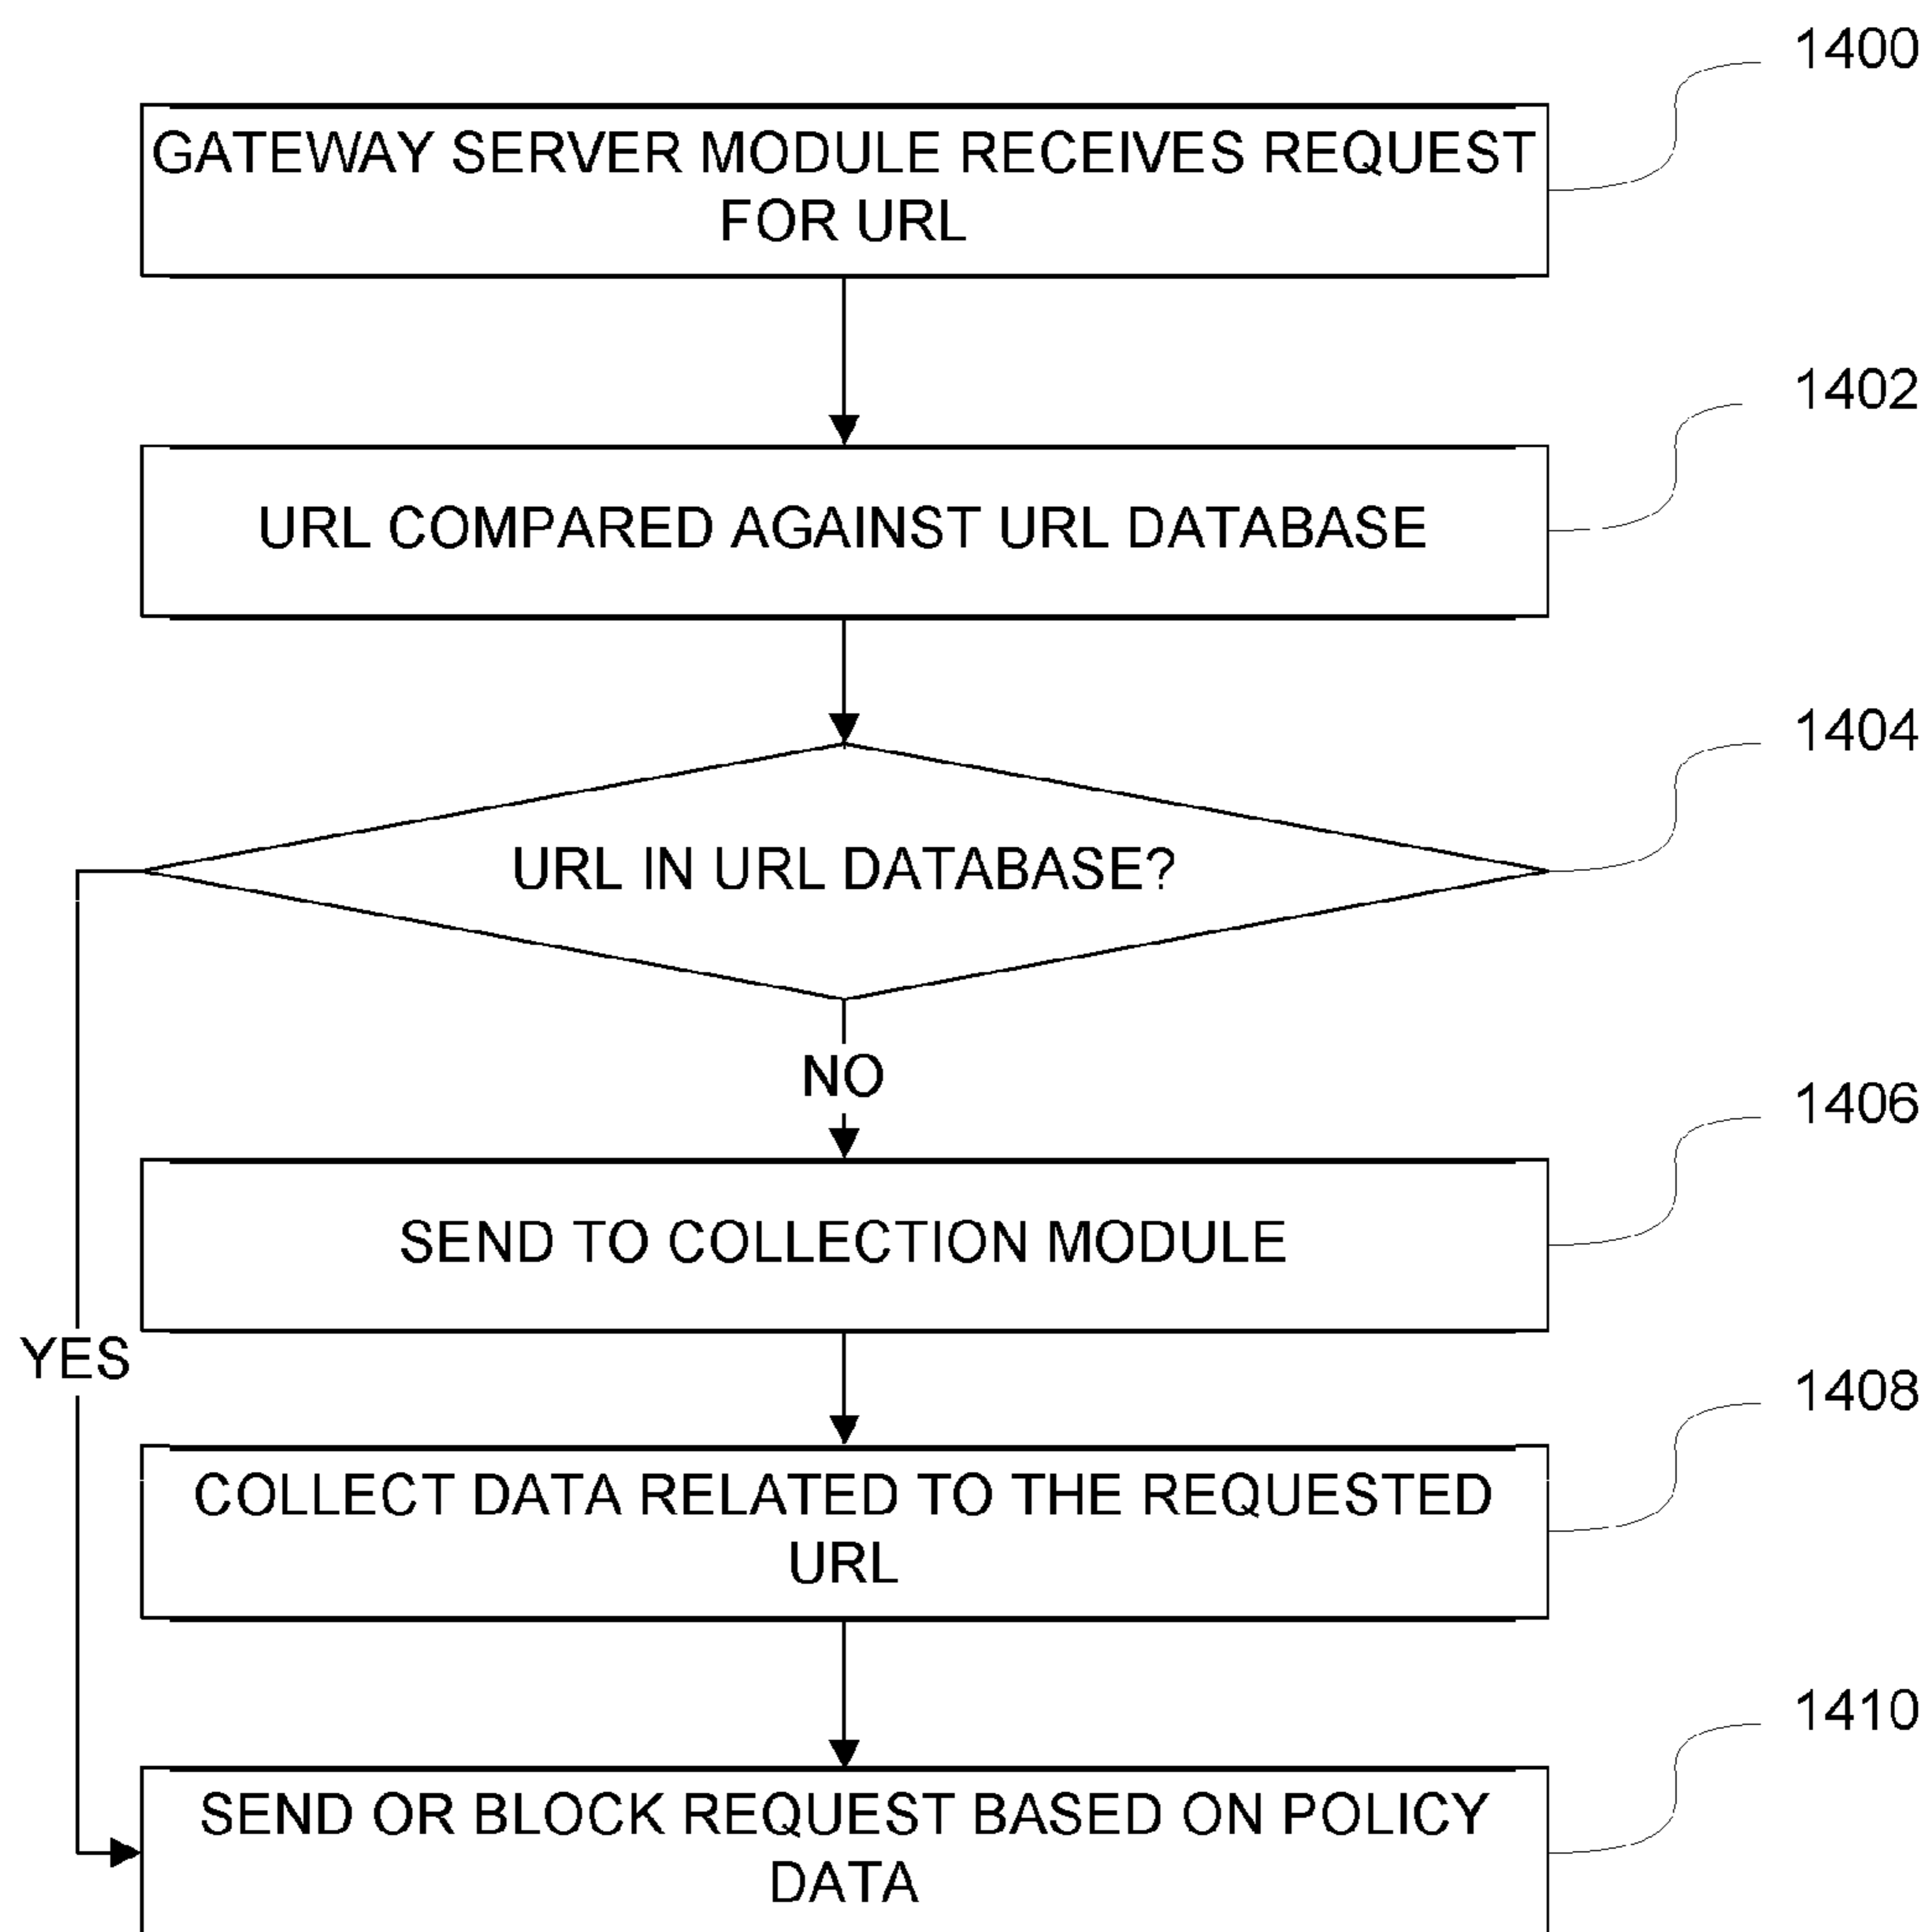 1400
GATEWAY SERVER MODULE RECEIVES REQUEST
FOR URL
1402
URL COMPARED AGAINST URL DATABASE
1404
URL IN URL DATABASE?
NO
1406
SEND TO COLLECTION MODULE
YES
1408
COLLECT DATA RELATED TO THE REQUESTED
URL
1410
SEND OR BLOCK REQUEST BASED ON POLICY
DATA